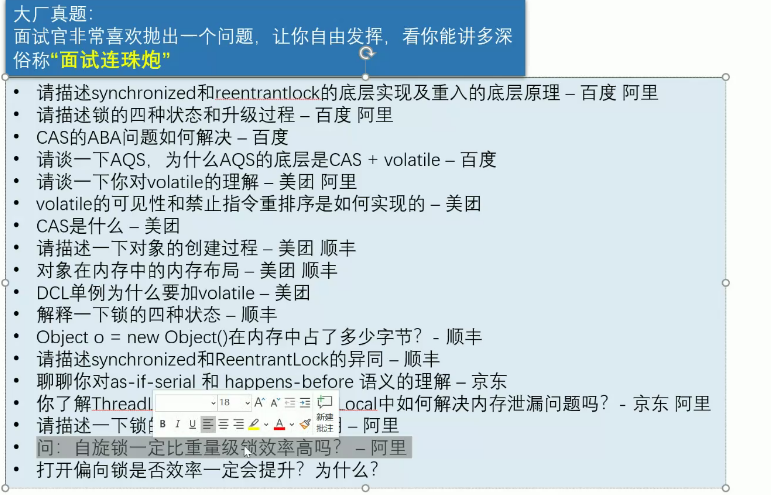 大厂真题:
面试官非常喜欢抛出一个问题，让你自由发挥，看你能讲多深
俗称“面试连珠炮”
• 请描述synchronized和reentrantlock的底层实现及重入的底层原理 – 百度 阿里
• 请描述锁的四种状态和升级过程 – 百度 阿里
• CAS的ABA问题如何解决 – 百度
• 请谈一下AQS，为什么AQS的底层是CAS + volatile – 百度
• 请谈一下你对volatile的理解 – 美团 阿里
• volatile的可见性和禁止指令重排序是如何实现的 – 美团
• CAS是什么 – 美团
• 请描述一下对象的创建过程 – 美团 顺丰
• 对象在内存中的内存布局 – 美团 顺丰
• DCL单例为什么要加volatile – 美团
• 解释一下锁的四种状态 – 顺丰
• Object o = new Object()在内存中占了多少字节？- 顺丰
• 请描述synchronized和ReentrantLock的异同 – 顺丰
• 聊聊你对as-if-serial 和 happens-before 语义的理解 – 京东
• 你了解ThreadL Local中如何解决内存泄漏问题吗？- 京东 阿里
18 A A 新建
B I U A 批注
• 请描述一下锁的 – 阿里
• 问：自旋锁一定比重量级锁效率高吗？ – 阿里
• 打开偏向锁是否效率一定会提升？为什么？